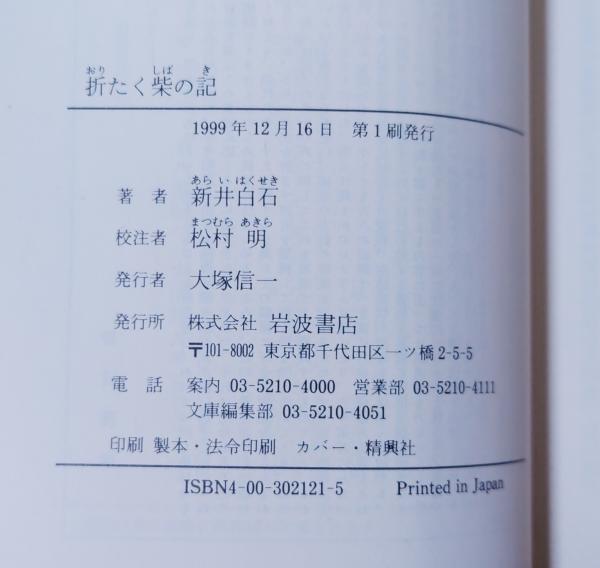 おり しば き
折たく柴の記
1999年12月16日 第1刷発行
あら い はくせき
著 者 新井白石
まつむら あきら
校注者 松村 明
発行者 大塚信一
発行所 株式会社 岩波書店
〒101-8002 東京都千代田区一ツ橋2-5-5
電 話 案内 03-5210-4000 営業部 03-5210-4111
文庫編集部 03-5210-4051
印刷 製本・法令印刷 カバー・精興社
ISBN4-00-302121-5 Printed in Japan